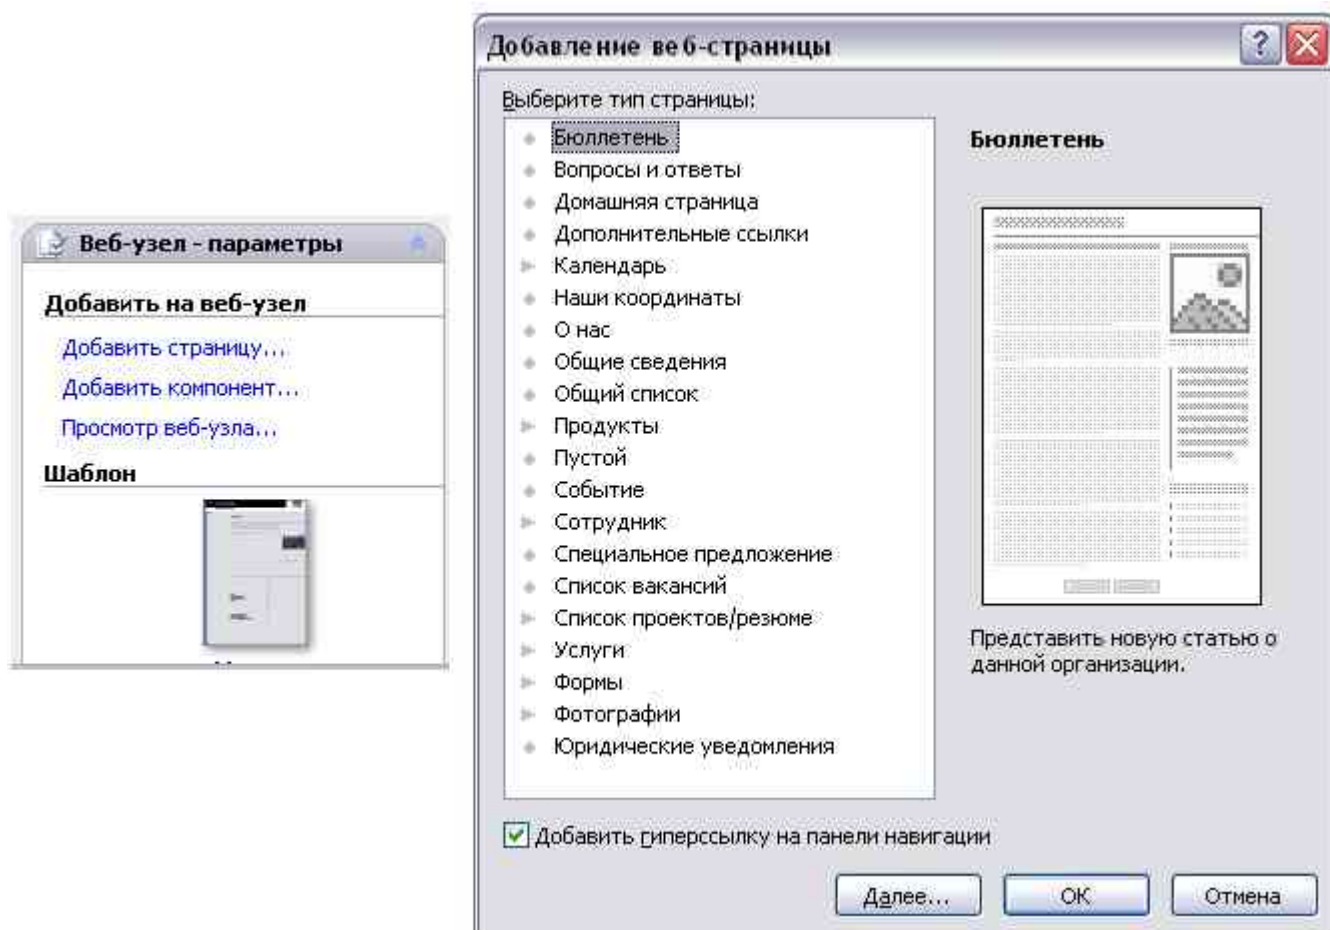 Веб-узел - параметры
Добавить на веб-узел
Добавить страницу...
Добавить компонент...
Просмотр веб-узла...
Шаблон
Добавление веб-страницы
Выберите тип страницы:
Бюллетень
Вопросы и ответы
Домашняя страница
Дополнительные ссылки
Календарь
Наши координаты
О нас
Общие сведения
Общий список
Продукты
Пустой
Событие
Сотрудник
Специальное предложение
Список вакансий
Список проектов/резюме
Услуги
Формы
Фотографии
Юридические уведомления
Бюллетень
Представить новую статью о
данной организации.
Добавить гиперссылку на панели навигации
Далее... ОК Отмена